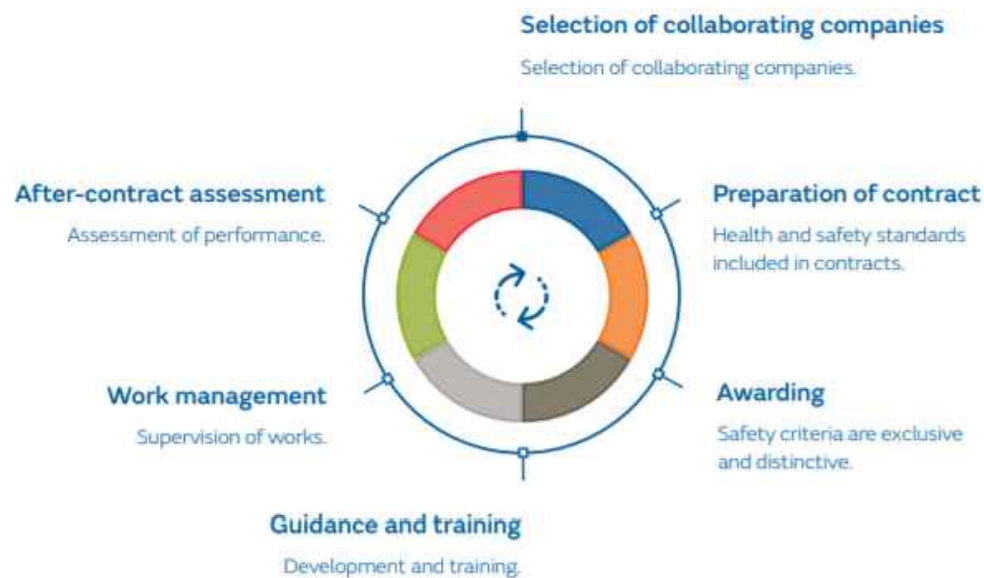 Selection of collaborating companies
Selection of collaborating companies.
Preparation of contract
Health and safety standards
included in contracts.
Awarding
Safety criteria are exclusive
and distinctive.
Guidance and training
Development and training.
Work management
Supervision of works.
After-contract assessment
Assessment of performance.